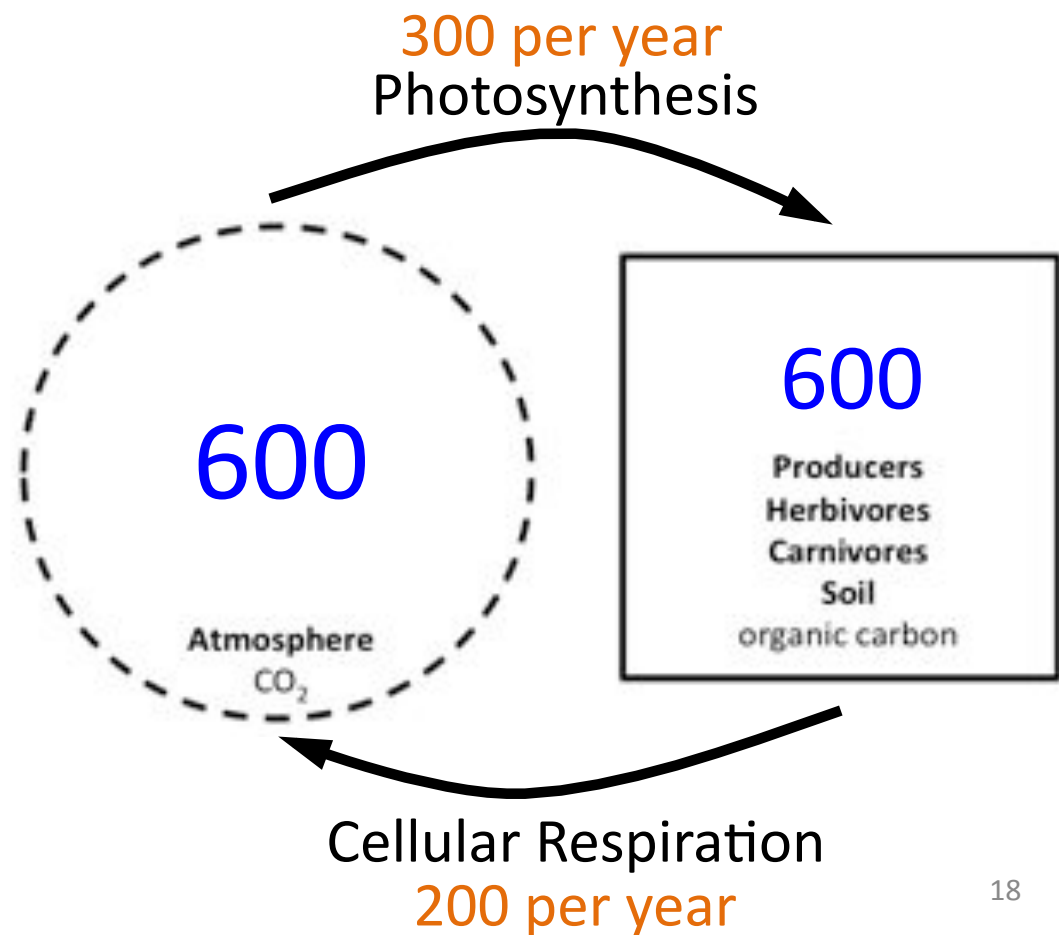 300 per year
Photosynthesis
600
Atmosphere
CO₂
600
Producers
Herbivores
Carnivores
Soil
organic carbon
Cellular Respiration
200 per year
18